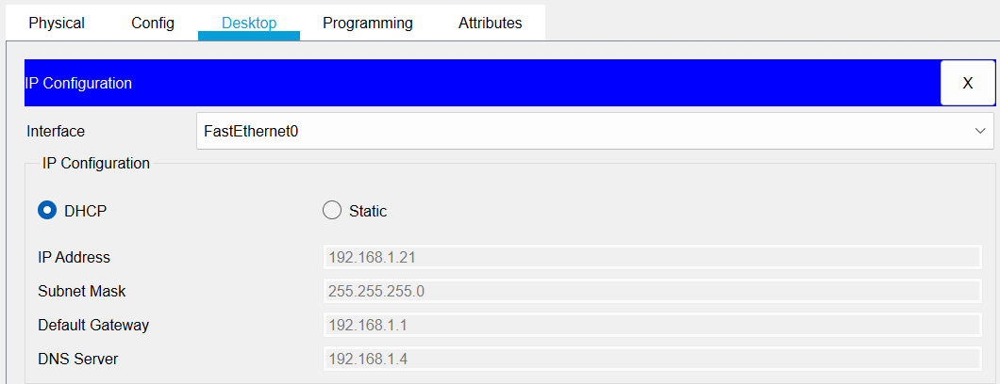 Physical Config Desktop Programming Attributes
IP Configuration X
Interface FastEthernet0
IP Configuration
DHCP Static
IP Address 192.168.1.21
Subnet Mask 255.255.255.0
Default Gateway 192.168.1.1
DNS Server 192.168.1.4